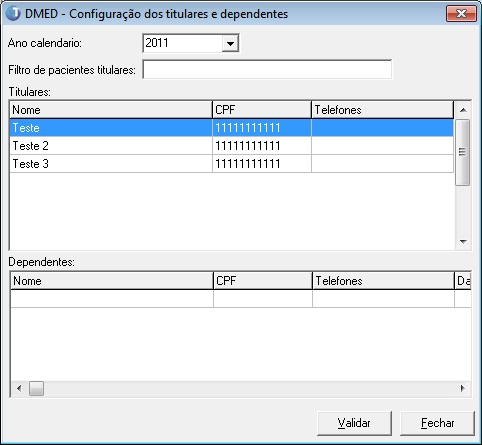 DMED - Configuração dos titulares e dependentes
Ano calendario: 2011
Filtro de pacientes titulares:
Titulares:
Nome CPF Telefones
Teste 11111111111
Teste 2 11111111111
Teste 3 11111111111
Dependentes:
Nome CPF Telefones Da
Validar Fechar